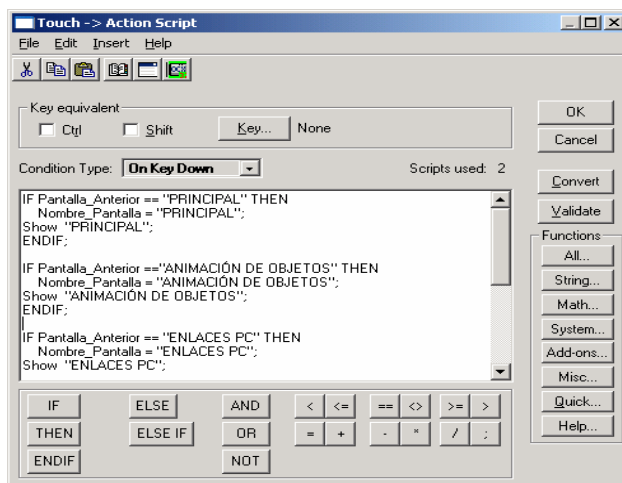 Touch -> Action Script
File Edit Insert Help
Key equivalent
Ctrl Shift Key... None
OK
Cancel
Condition Type: On Key Down Scripts used: 2
Convert
Validate
IF Pantalla_Anterior == "PRINCIPAL" THEN
Nombre_Pantalla = "PRINCIPAL";
Show "PRINCIPAL";
ENDIF;
IF Pantalla_Anterior =="ANIMACIÓN DE OBJETOS" THEN
Nombre_Pantalla = "ANIMACIÓN DE OBJETOS";
Show "ANIMACIÓN DE OBJETOS";
ENDIF;
IF Pantalla_Anterior == "ENLACES PC" THEN
Nombre_Pantalla = "ENLACES PC";
Show "ENLACES PC";
Functions
All...
String...
Math...
System...
Add-ons...
Misc...
Quick...
Help...
IF ELSE AND < <= == <> >= >
THEN ELSE IF OR = + - * / ;
ENDIF NOT